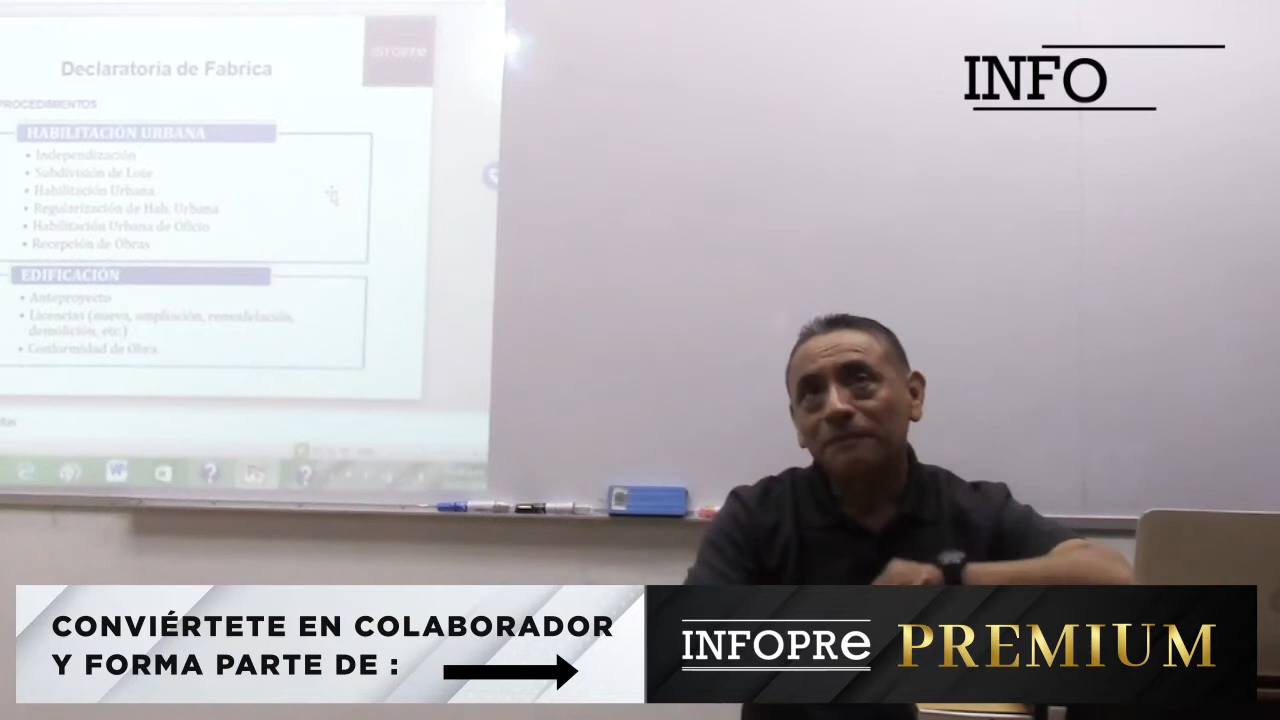 INFOPRE
Declaratoria de Fabrica
PROCEDIMIENTOS
HABILITACIÓN URBANA
• Independización
• Subdivisión de Lote
• Habilitación Urbana
• Regularización de Hab. Urbana
• Habilitación Urbana de Oficio
• Recepción de Obras
EDIFICACIÓN
• Anteproyecto
• Licencias (nueva, ampliación, remodelación,
demolición, etc.)
• Conformidad de Obra
INFO
CONVIÉRTETE EN COLABORADOR
Y FORMA PARTE DE :
INFOPRe PREMIUM